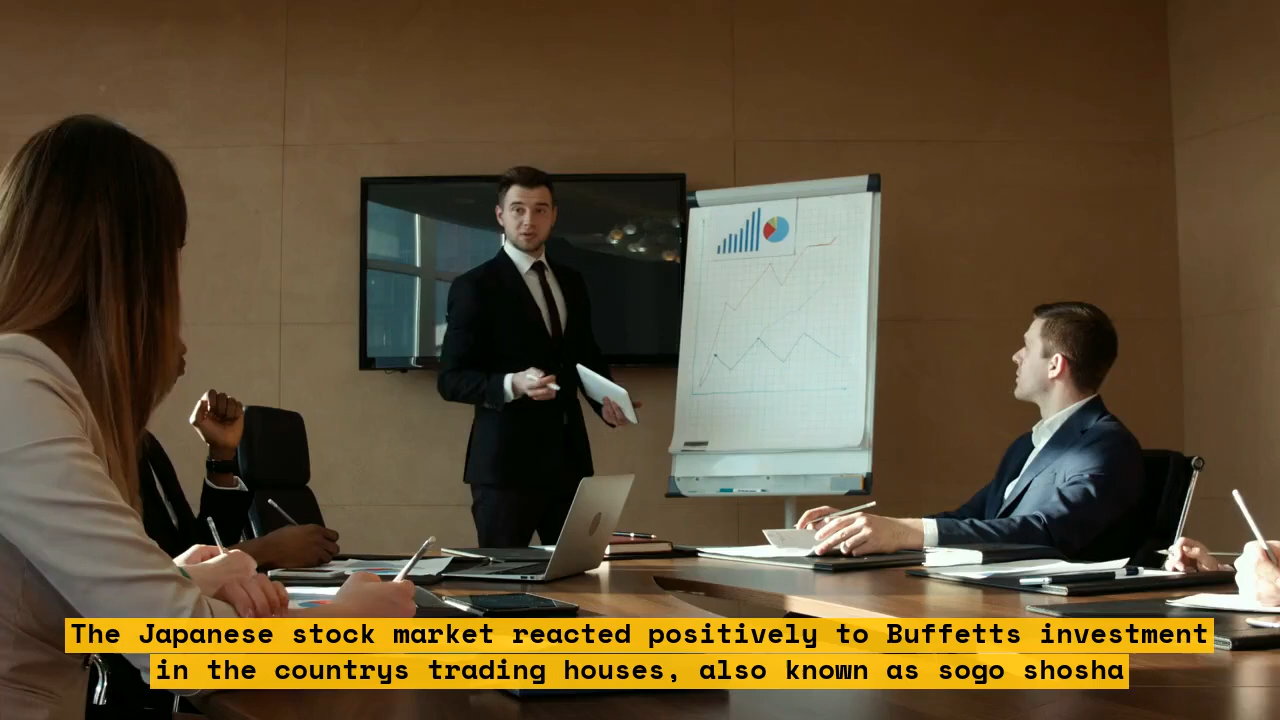 The Japanese stock market reacted positively to Buffetts investment
in the countrys trading houses, also known as sogo shosha